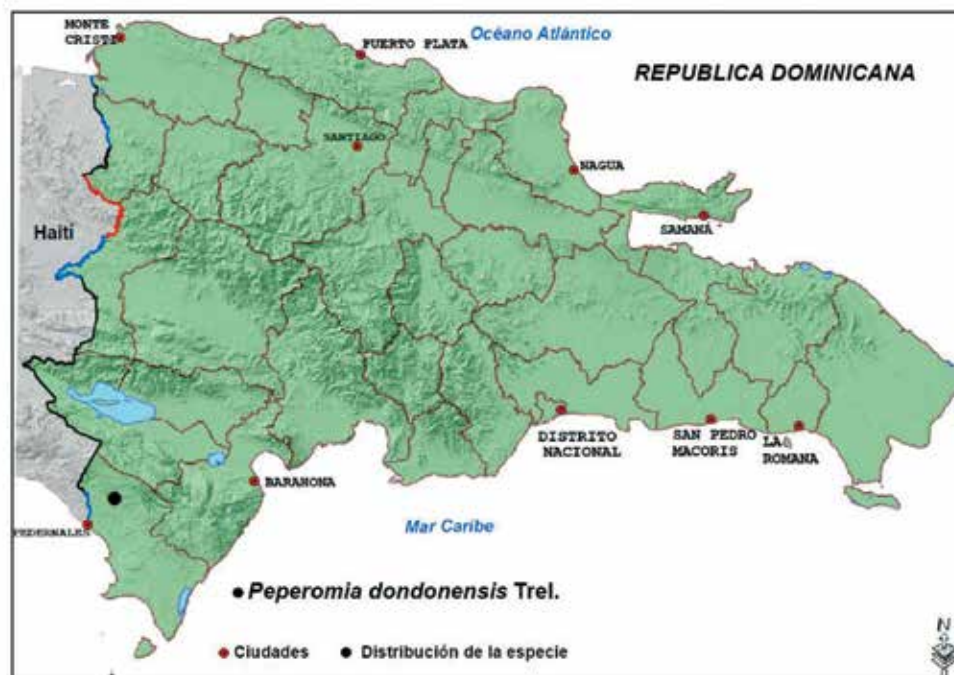 MONTE
CRISTI
PUERTO PLATA
Océano Atlántico
REPUBLICA DOMINICANA
SANTIAGO
NAGUA
Haití
SAMANÁ
DISTRITO
NACIONAL
SAN PEDRO
MACORIS
LA
ROMANA
BARAHONA
PEDERNALES
Mar Caribe
Peperomia dondonensis Trel.
N
Ciudades
Distribución de la especie